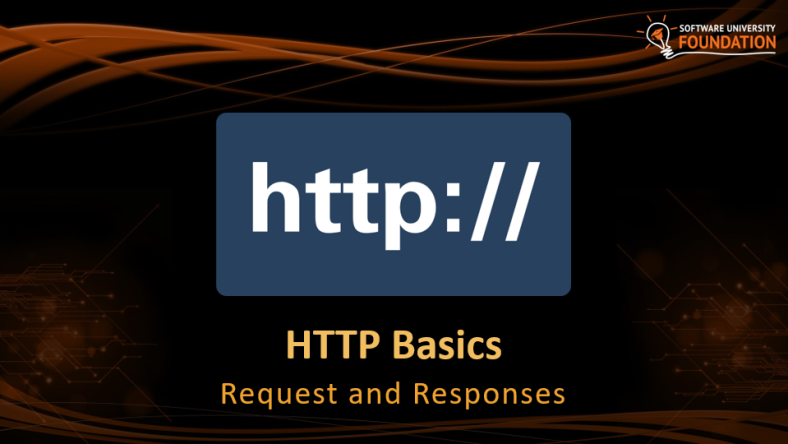 SOFTWARE UNIVERSITY
FOUNDATION
http://
HTTP Basics
Request and Responses